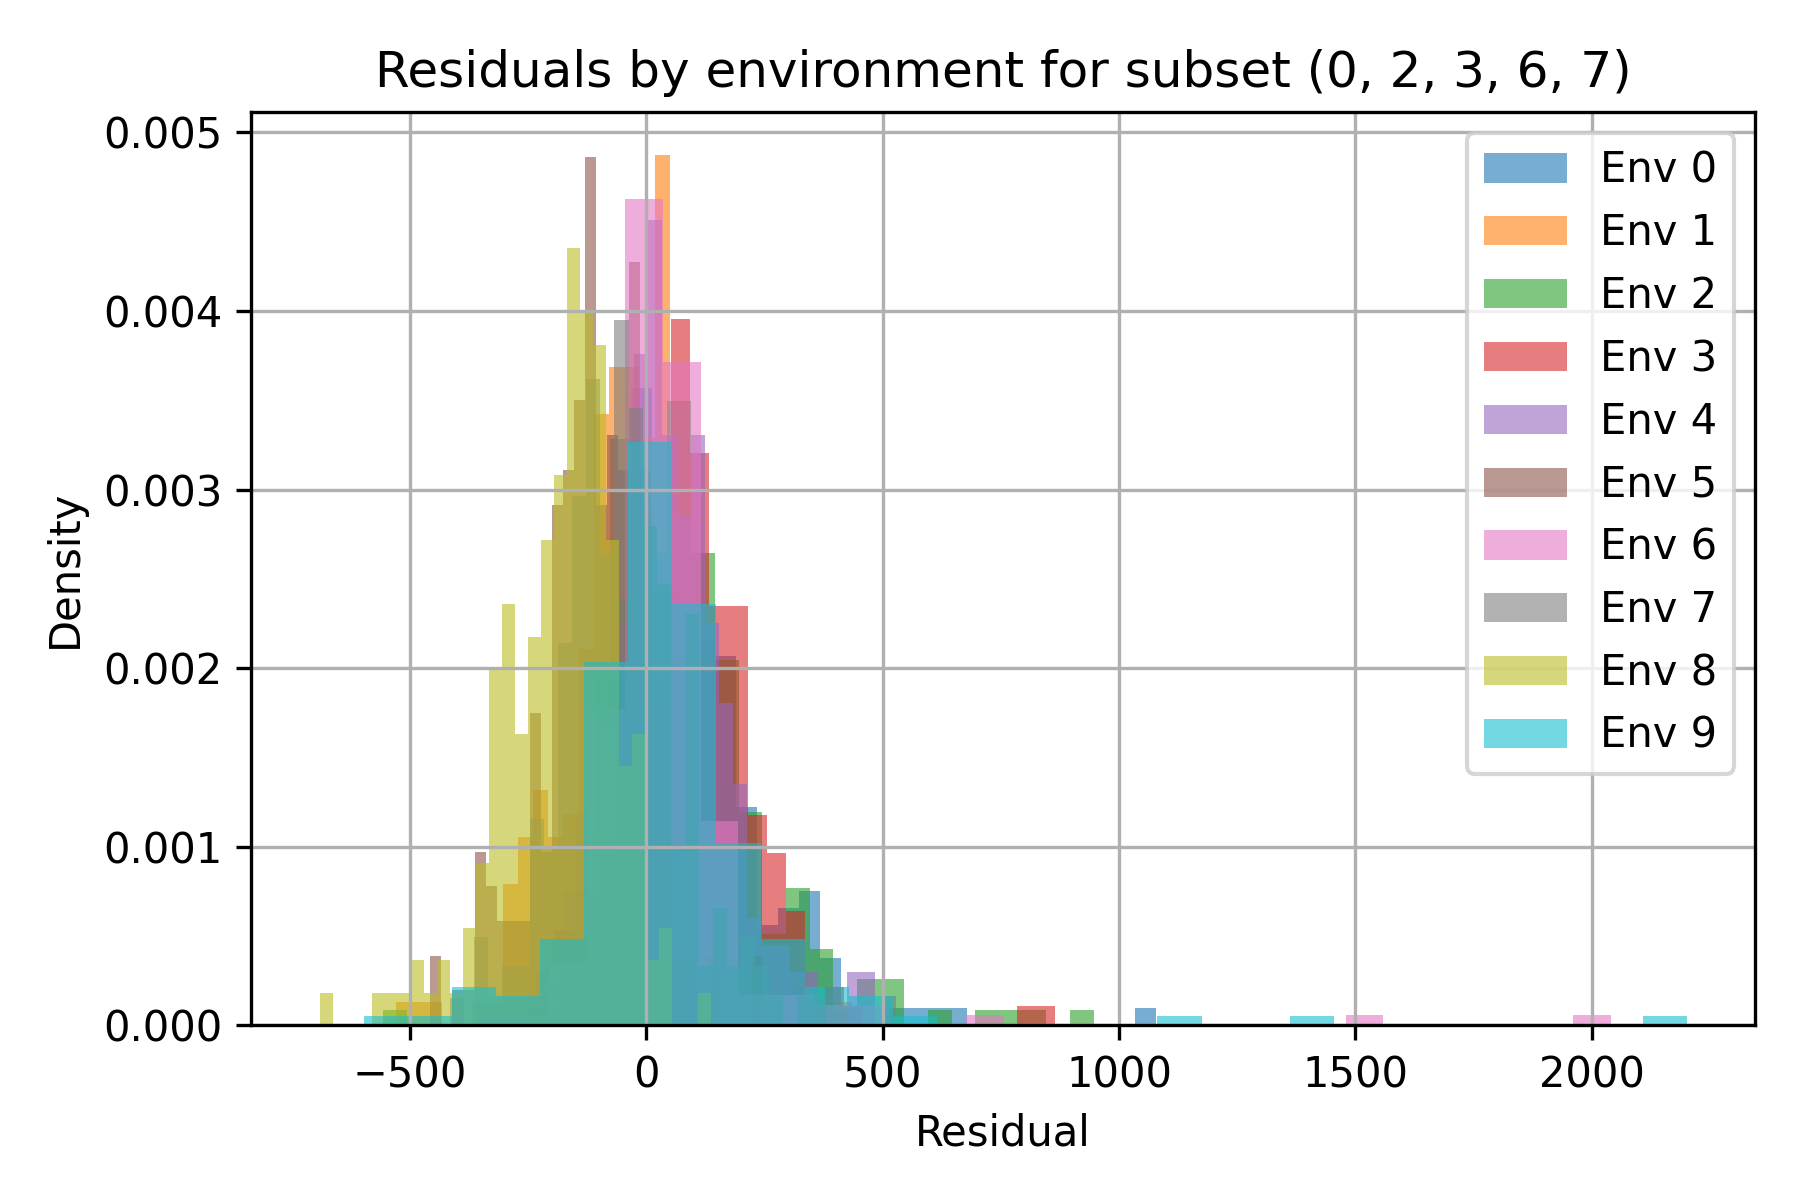 Residuals by environment for subset (0, 2, 3, 6, 7)
0.005
0.004
0.003
0.002
0.001
0.000
Density
Env 0
Env 1
Env 2
Env 3
Env 4
Env 5
Env 6
Env 7
Env 8
Env 9
−500 0 500 1000 1500 2000
Residual